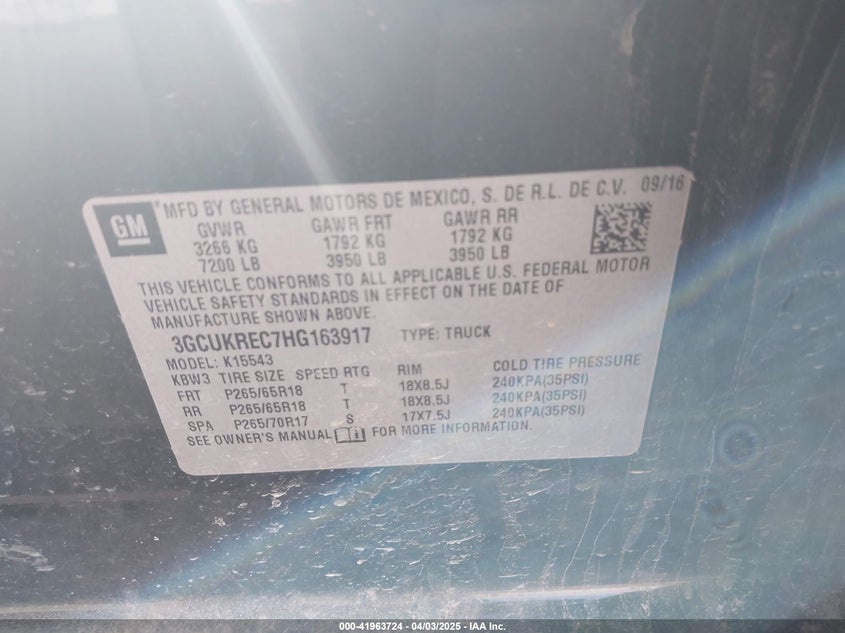 GM
*MFD BY GENERAL MOTORS DE MEXICO, S. DE R.L. DE C.V. 09/16
GVWR GAWR FRT GAWR RR
3266 KG 1792 KG 1792 KG
7200 LB 3950 LB 3950 LB
THIS VEHICLE CONFORMS TO ALL APPLICABLE U.S. FEDERAL MOTOR
VEHICLE SAFETY STANDARDS IN EFFECT ON THE DATE OF
MANUFACTURE SHOWN ABOVE.
3GCUKREC7HG163917 TYPE: TRUCK
MODEL: K15543
KBW3 TIRE SIZE SPEED RTG RIM COLD TIRE PRESSURE
FRT P265/65R18 T 18X8.5J 240KPA(35PSI)
RR P265/65R18 T 18X8.5J 240KPA(35PSI)
SPA P265/70R17 S 17X7.5J 240KPA(35PSI)
SEE OWNER'S MANUAL FOR MORE INFORMATION.
000-41963724 | 04/03/2025 - IAA Inc.